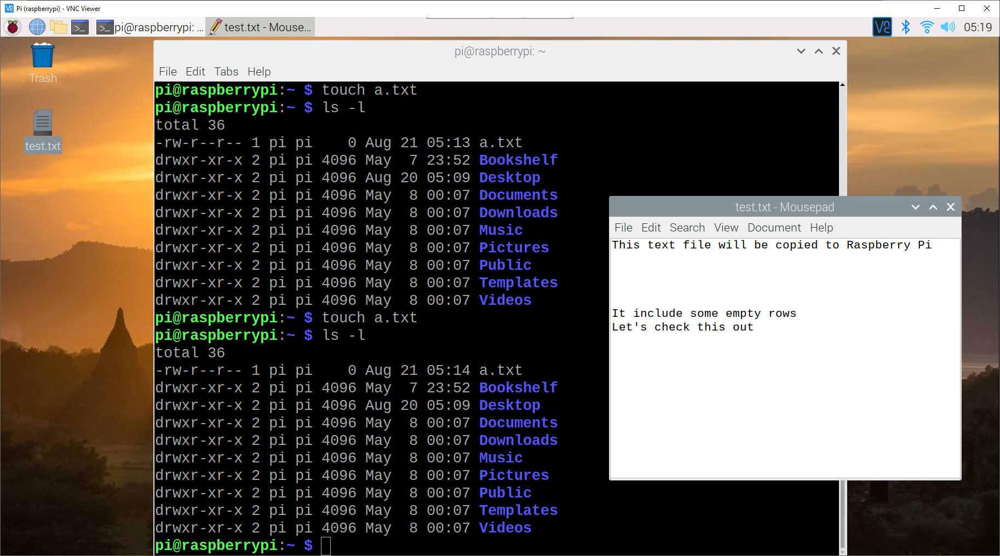 Pi (raspberrypi) - VNC Viewer
pi@raspberrypi: ...
test.txt - Mouse...
05:19
Trash
test.txt
pi@raspberrypi: ~
File Edit Tabs Help
pi@raspberrypi:~ $ touch a.txt
pi@raspberrypi:~ $ ls -l
total 36
-rw-r--r-- 1 pi pi    0 Aug 21 05:13 a.txt
drwxr-xr-x 2 pi pi 4096 May  7 23:52 Bookshelf
drwxr-xr-x 2 pi pi 4096 Aug 20 05:09 Desktop
drwxr-xr-x 2 pi pi 4096 May  8 00:07 Documents
drwxr-xr-x 2 pi pi 4096 May  8 00:07 Downloads
drwxr-xr-x 2 pi pi 4096 May  8 00:07 Music
drwxr-xr-x 2 pi pi 4096 May  8 00:07 Pictures
drwxr-xr-x 2 pi pi 4096 May  8 00:07 Public
drwxr-xr-x 2 pi pi 4096 May  8 00:07 Templates
drwxr-xr-x 2 pi pi 4096 May  8 00:07 Videos
pi@raspberrypi:~ $ touch a.txt
pi@raspberrypi:~ $ ls -l
total 36
-rw-r--r-- 1 pi pi    0 Aug 21 05:14 a.txt
drwxr-xr-x 2 pi pi 4096 May  7 23:52 Bookshelf
drwxr-xr-x 2 pi pi 4096 Aug 20 05:09 Desktop
drwxr-xr-x 2 pi pi 4096 May  8 00:07 Documents
drwxr-xr-x 2 pi pi 4096 May  8 00:07 Downloads
drwxr-xr-x 2 pi pi 4096 May  8 00:07 Music
drwxr-xr-x 2 pi pi 4096 May  8 00:07 Pictures
drwxr-xr-x 2 pi pi 4096 May  8 00:07 Public
drwxr-xr-x 2 pi pi 4096 May  8 00:07 Templates
drwxr-xr-x 2 pi pi 4096 May  8 00:07 Videos
pi@raspberrypi:~ $
test.txt - Mousepad
File Edit Search View Document Help
This text file will be copied to Raspberry Pi
It include some empty rows
Let's check this out